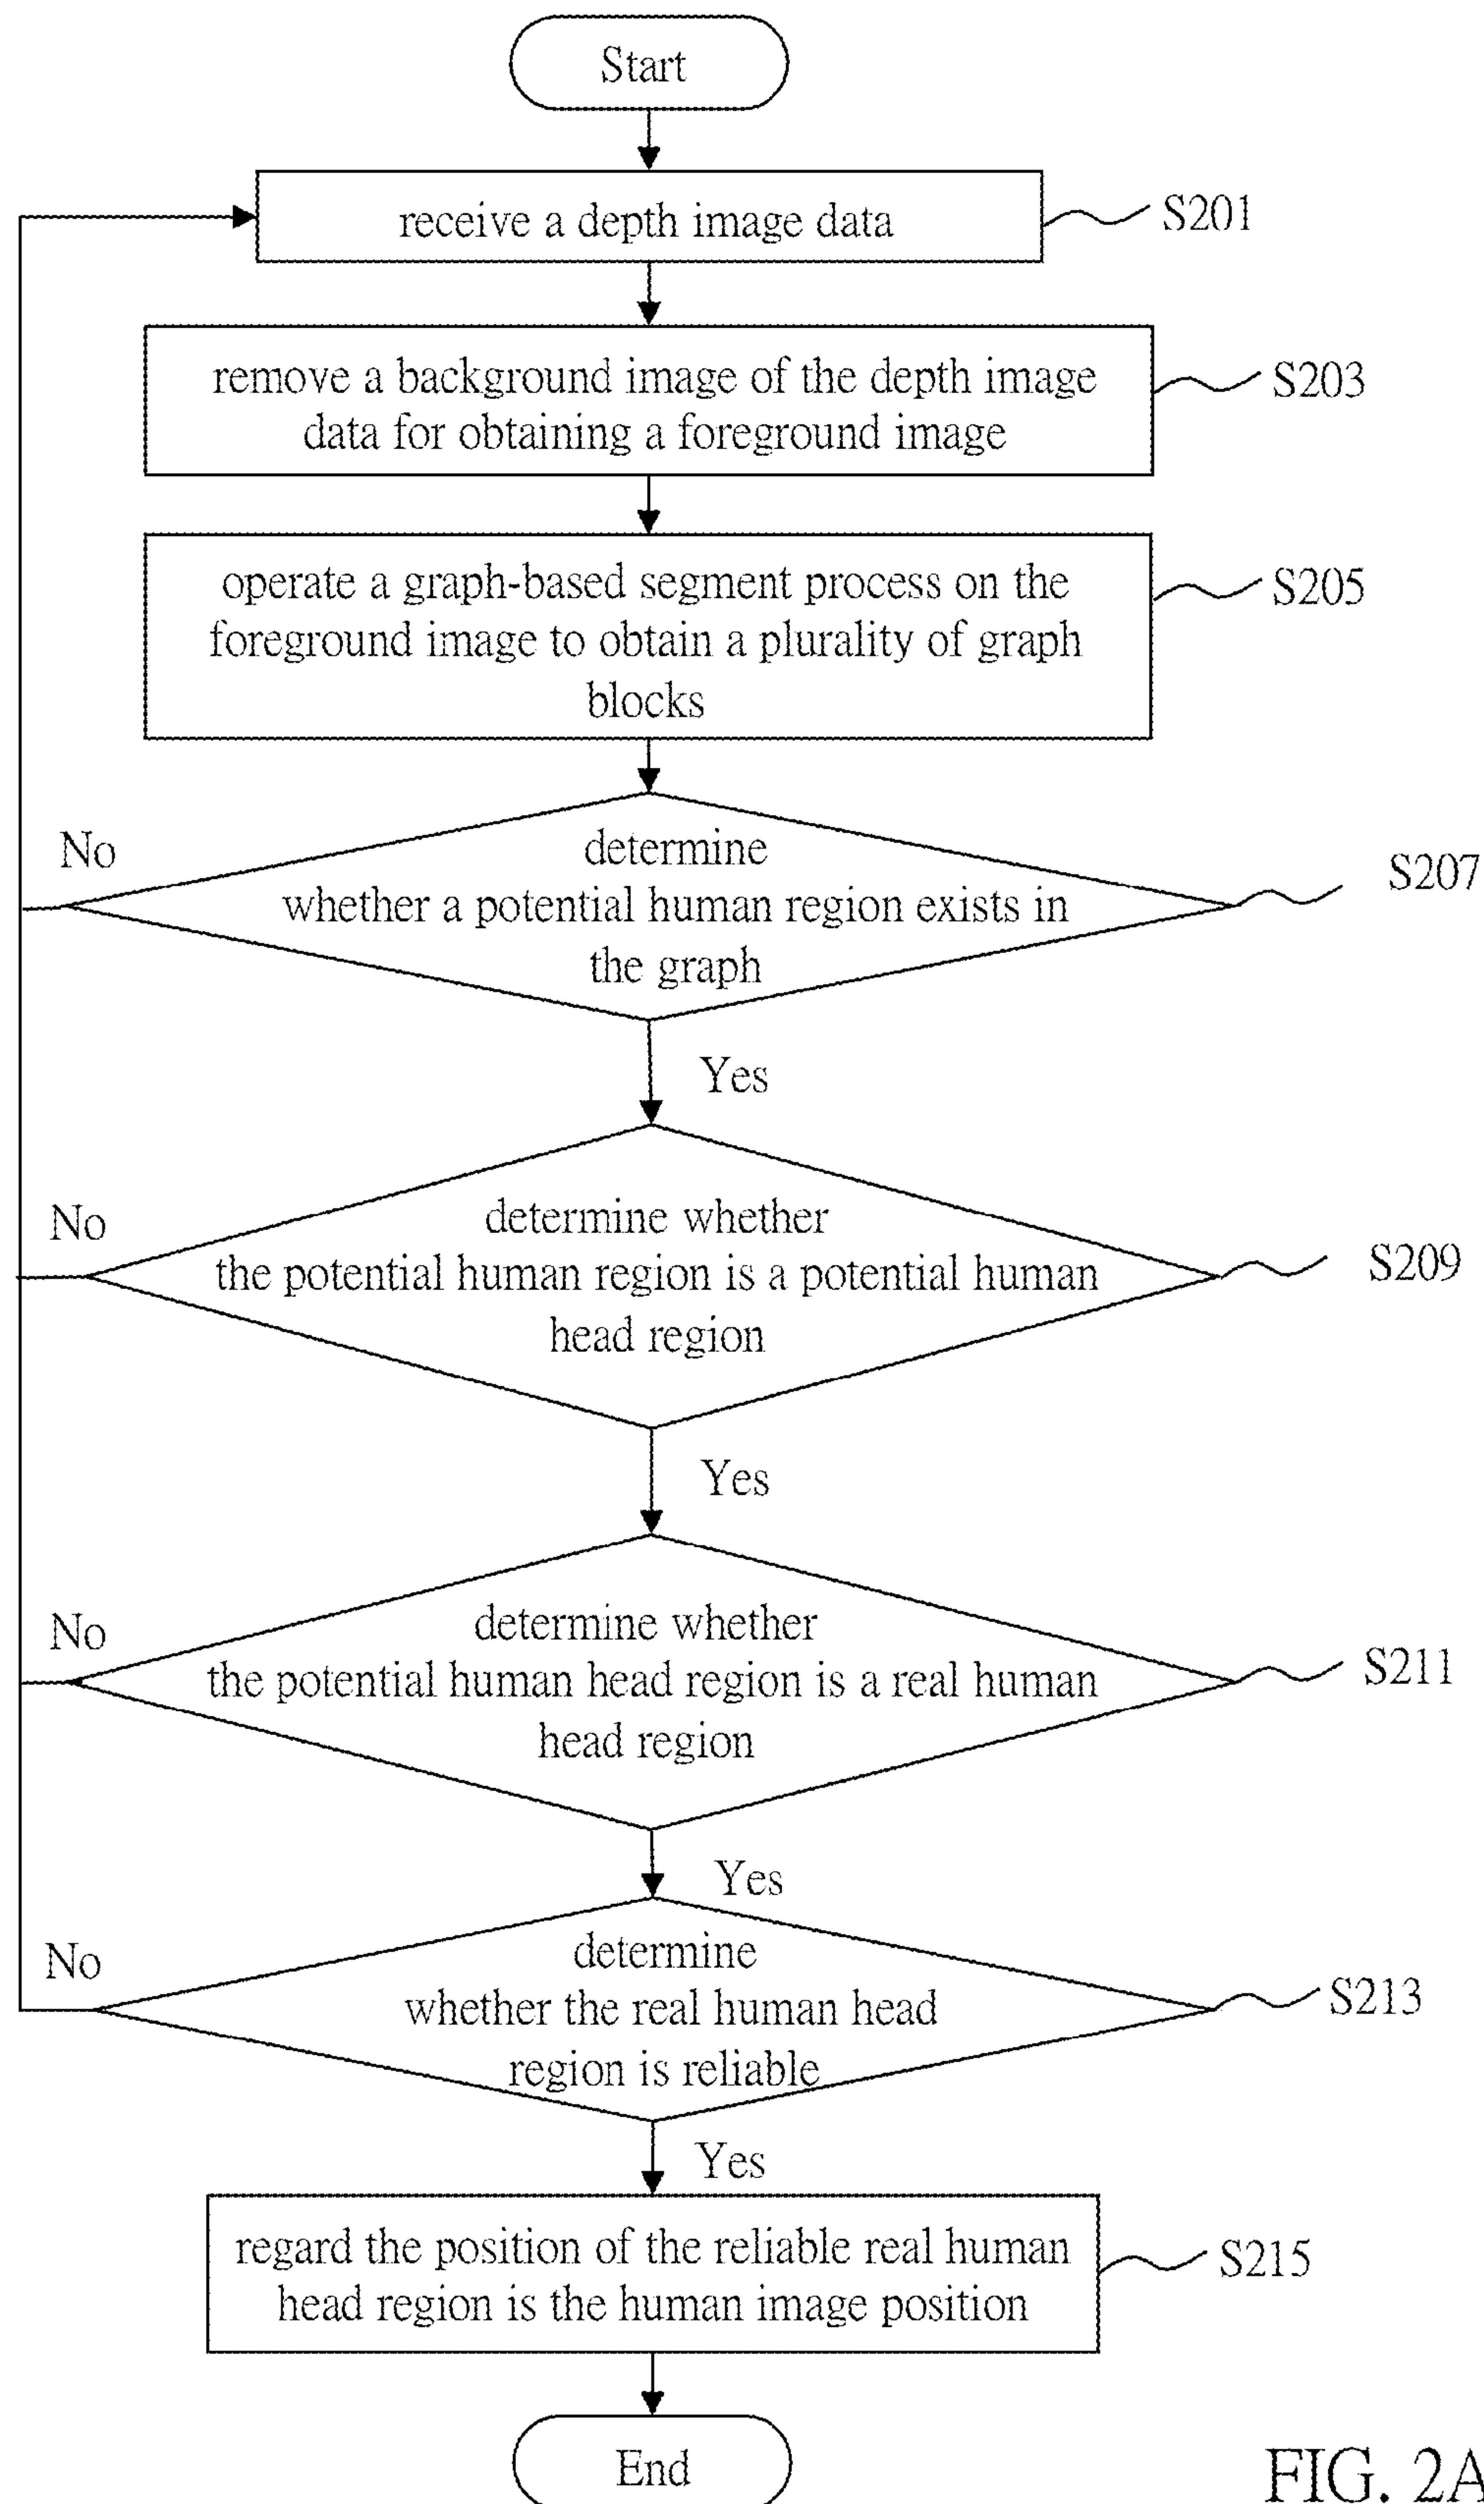 Start
receive a depth image data
S201
remove a background image of the depth image
data for obtaining a foreground image
S203
operate a graph-based segment process on the
foreground image to obtain a plurality of graph
blocks
S205
No
determine
whether a potential human region exists in
the graph
S207
Yes
No
determine whether
the potential human region is a potential human
head region
S209
Yes
No
determine whether
the potential human head region is a real human
head region
S211
Yes
No
determine
whether the real human head
region is reliable
S213
Yes
regard the position of the reliable real human
head region is the human image position
S215
End
FIG. 2A